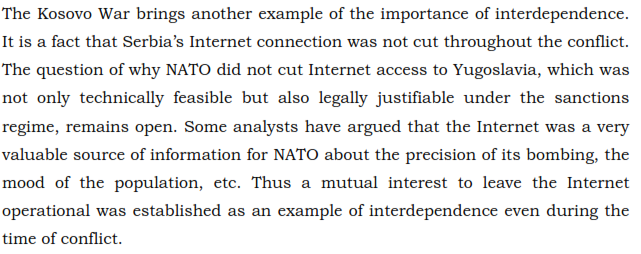 The Kosovo War brings another example of the importance of interdependence.
It is a fact that Serbia’s Internet connection was not cut throughout the conflict.
The question of why NATO did not cut Internet access to Yugoslavia, which was
not only technically feasible but also legally justifiable under the sanctions
regime, remains open. Some analysts have argued that the Internet was a very
valuable source of information for NATO about the precision of its bombing, the
mood of the population, etc. Thus a mutual interest to leave the Internet
operational was established as an example of interdependence even during the
time of conflict.